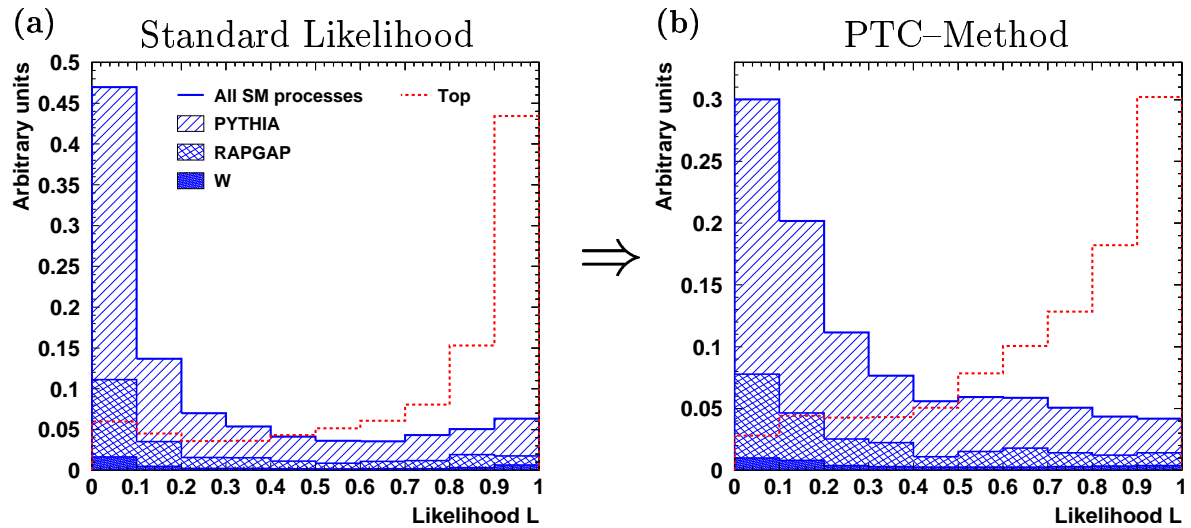 (a)
Standard Likelihood
Arbitrary units
0.5
0.45
0.4
0.35
0.3
0.25
0.2
0.15
0.1
0.05
0
All SM processes
Top
PYTHIA
RAPGAP
W
0 0.1 0.2 0.3 0.4 0.5 0.6 0.7 0.8 0.9 1
Likelihood L
⇒
(b)
PTC–Method
Arbitrary units
0.3
0.25
0.2
0.15
0.1
0.05
0
0 0.1 0.2 0.3 0.4 0.5 0.6 0.7 0.8 0.9 1
Likelihood L